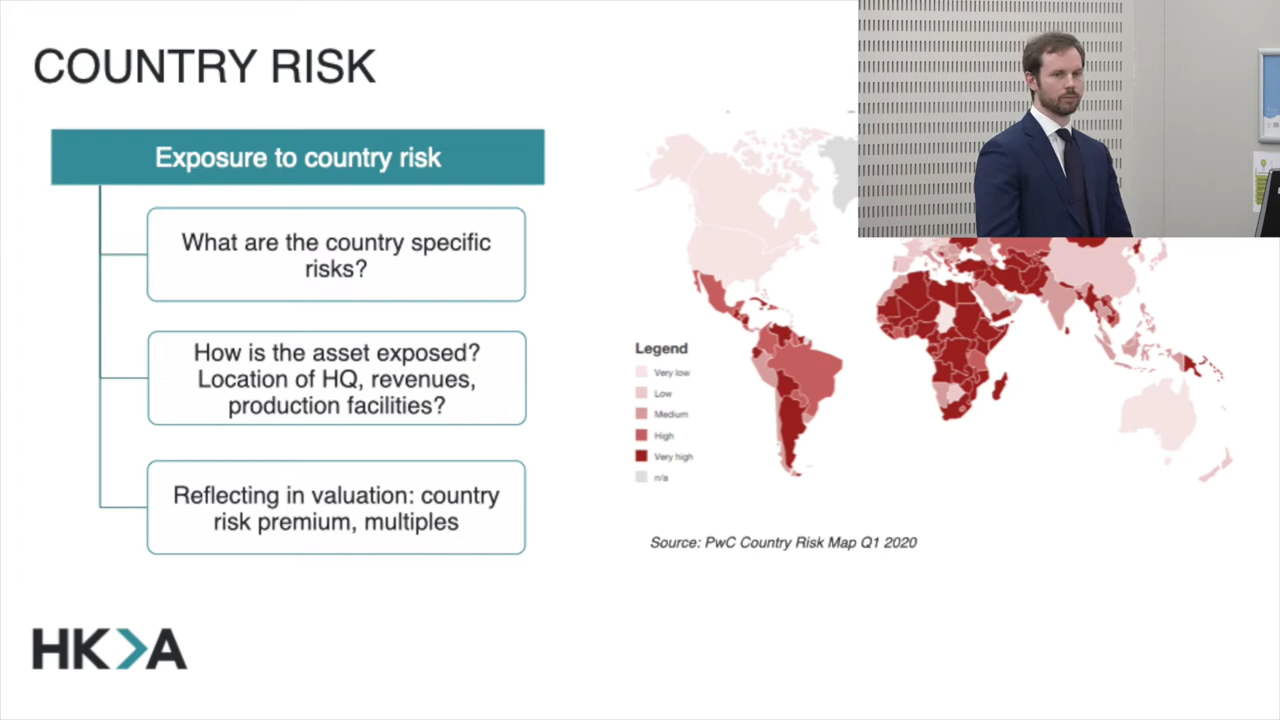 COUNTRY RISK
Exposure to country risk
What are the country specific
risks?
How is the asset exposed?
Location of HQ, revenues,
production facilities?
Reflecting in valuation: country
risk premium, multiples
Legend
Very low
Low
Medium
High
Very high
n/a
Source: PwC Country Risk Map Q1 2020
HKA